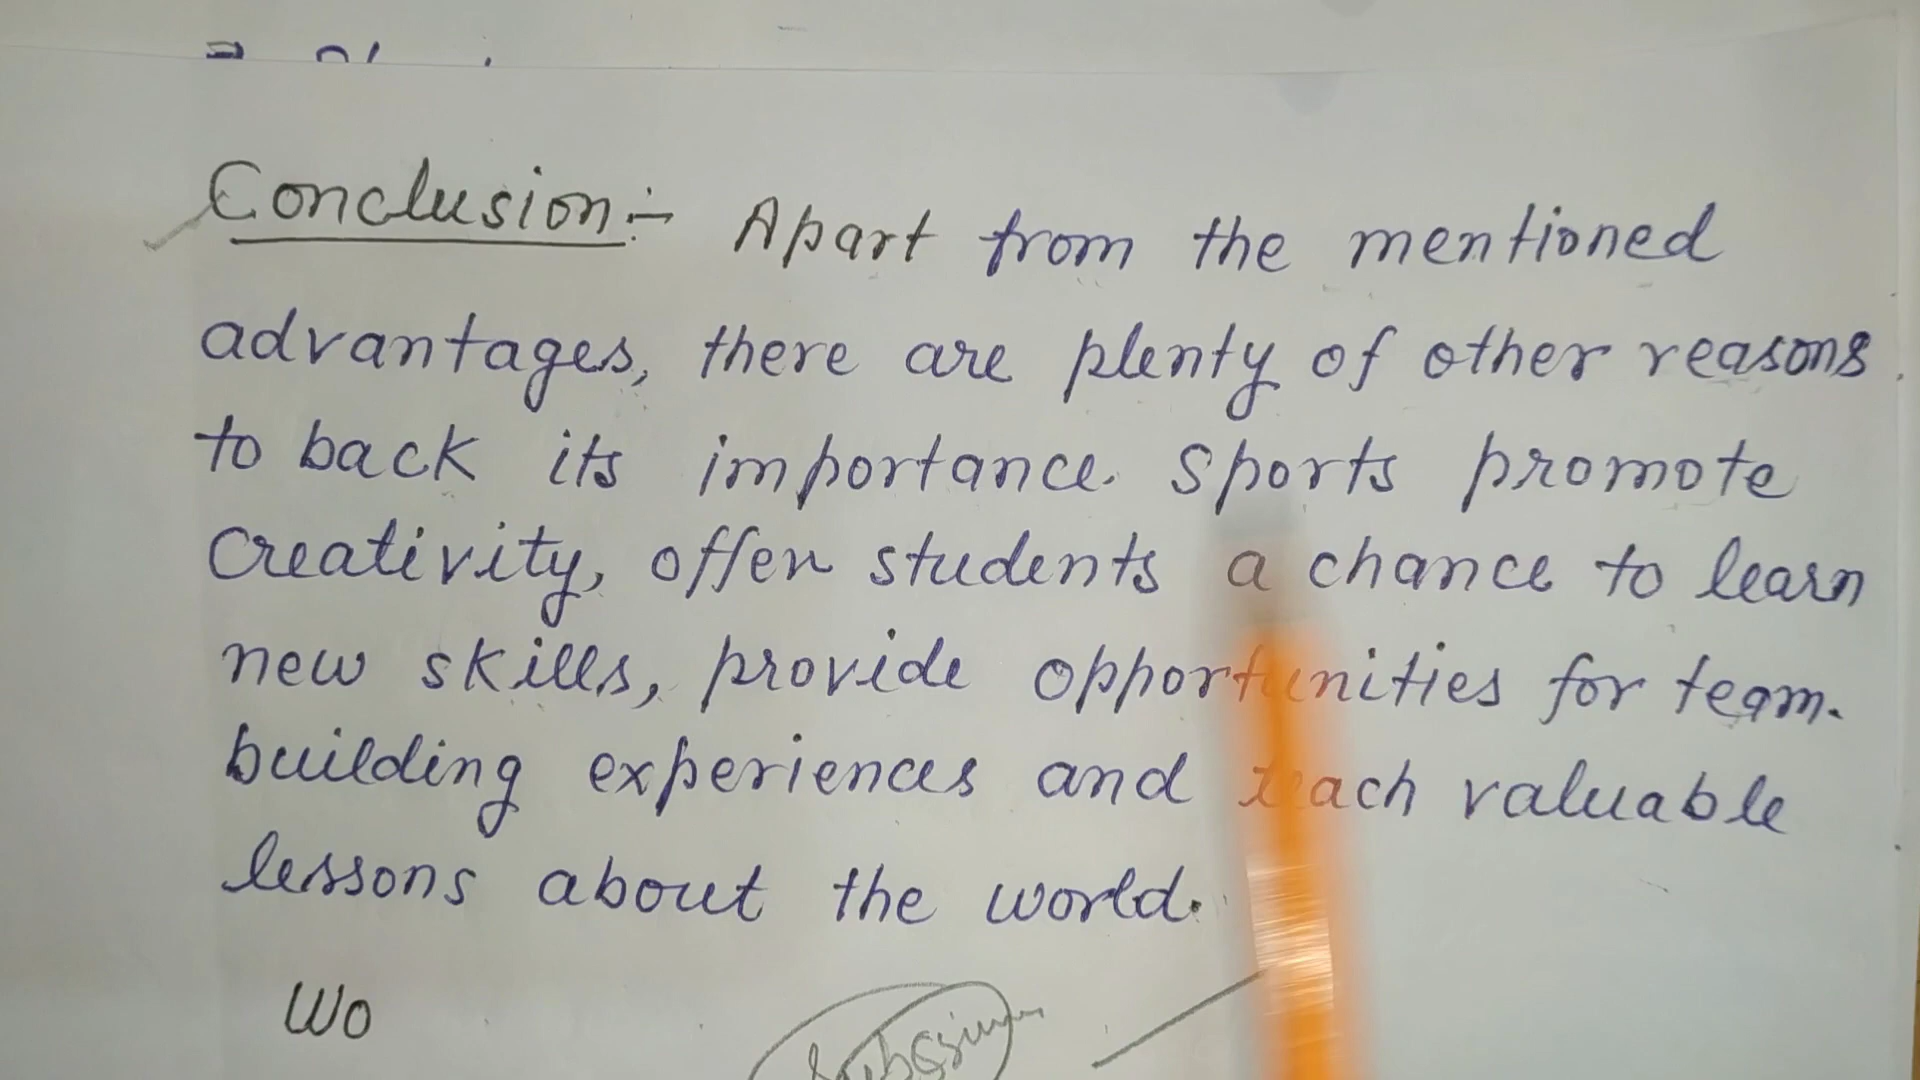 Conclusion:- Apart from the mentioned
advantages, there are plenty of other reasons
to back its importance. Sports promote
Creativity, offer students a chance to learn
new skills, provide opportunities for team-
building experiences and teach valuable
lessons about the world.
Wo